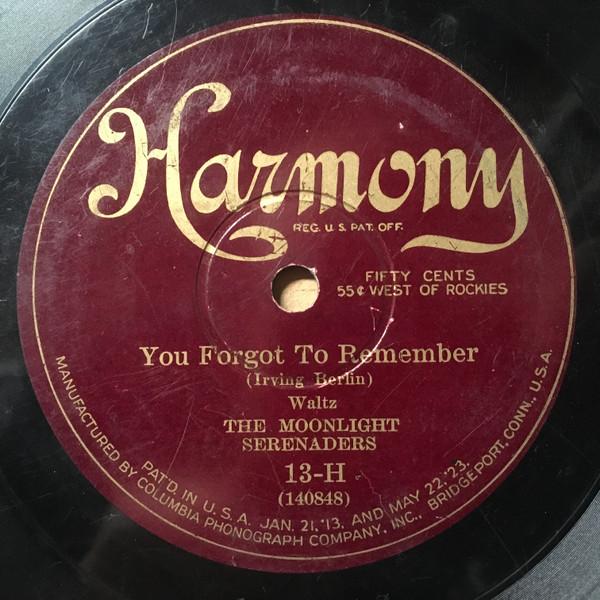 Harmony
REG. U. S. PAT. OFF.
FIFTY CENTS
55¢ WEST OF ROCKIES
You Forgot To Remember
(Irving Berlin)
Waltz
THE MOONLIGHT
SERENADERS
13-H
(140848)
PAT'D. IN U. S. A. JAN. 21, '13, AND MAY 22, '23.
MANUFACTURED BY COLUMBIA PHONOGRAPH COMPANY, INC., BRIDGEPORT, CONN., U. S. A.